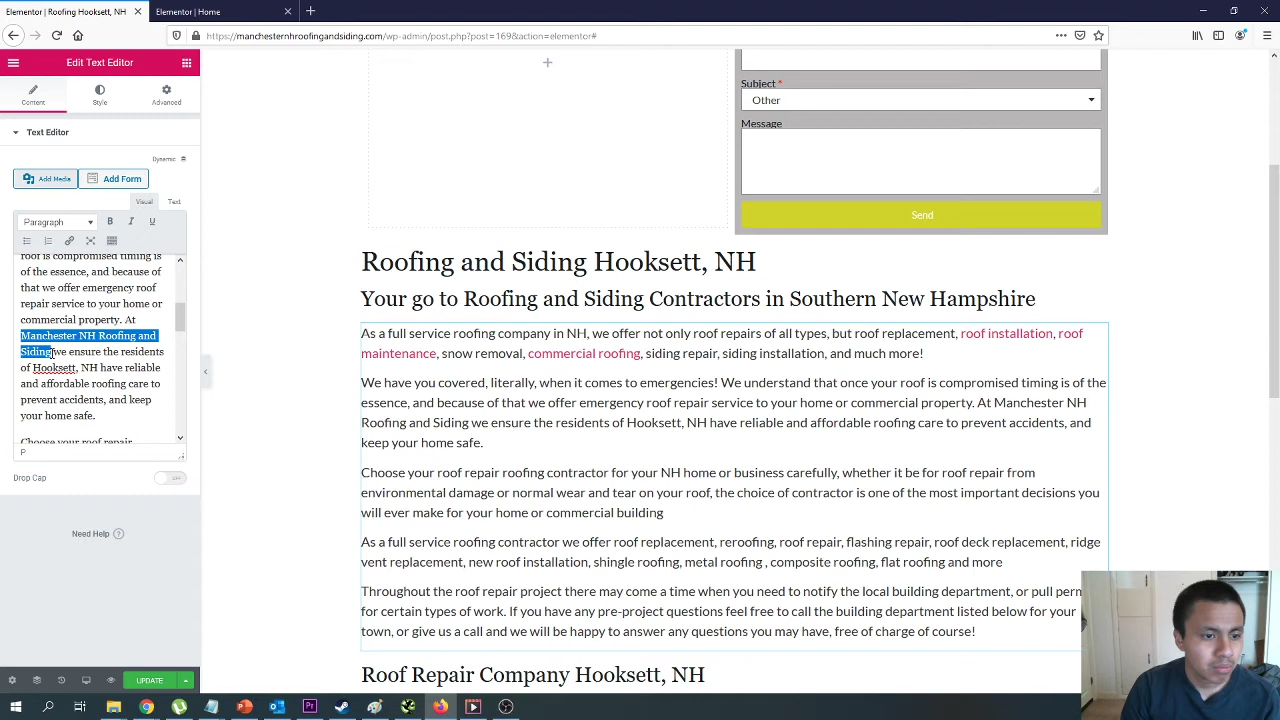 Elementor | Roofing Hooksett, N
Elementor | Home
https://manchesternhroofingandsiding.com/wp-admin/post.php?post=169&action=elementor#
Edit Text Editor
Content
Style
Advanced
Text Editor
Dynamic
Add Media
Add Form
Visual
Text
Paragraph
B I U
roof is compromised timing is
of the essence, and because of
that we offer emergency roof
repair service to your home or
commercial property. At
Manchester NH Roofing and
Siding we ensure the residents
of Hooksett, NH have reliable
and affordable roofing care to
prevent accidents, and keep
your home safe.
Choose your roof repair
P
Drop Cap
OFF
Need Help
UPDATE
Subject *
Other
Message
Send
Roofing and Siding Hooksett, NH
Your go to Roofing and Siding Contractors in Southern New Hampshire
As a full service roofing company in NH, we offer not only roof repairs of all types, but roof replacement, roof installation, roof
maintenance, snow removal, commercial roofing, siding repair, siding installation, and much more!
We have you covered, literally, when it comes to emergencies! We understand that once your roof is compromised timing is of the
essence, and because of that we offer emergency roof repair service to your home or commercial property. At Manchester NH
Roofing and Siding we ensure the residents of Hooksett, NH have reliable and affordable roofing care to prevent accidents, and
keep your home safe.
Choose your roof repair roofing contractor for your NH home or business carefully, whether it be for roof repair from
environmental damage or normal wear and tear on your roof, the choice of contractor is one of the most important decisions you
will ever make for your home or commercial building
As a full service roofing contractor we offer roof replacement, reroofing, roof repair, flashing repair, roof deck replacement, ridge
vent replacement, new roof installation, shingle roofing, metal roofing , composite roofing, flat roofing and more
Throughout the roof repair project there may come a time when you need to notify the local building department, or pull perm
for certain types of work. If you have any pre-project questions feel free to call the building department listed below for your
town, or give us a call and we will be happy to answer any questions you may have, free of charge of course!
Roof Repair Company Hooksett, NH